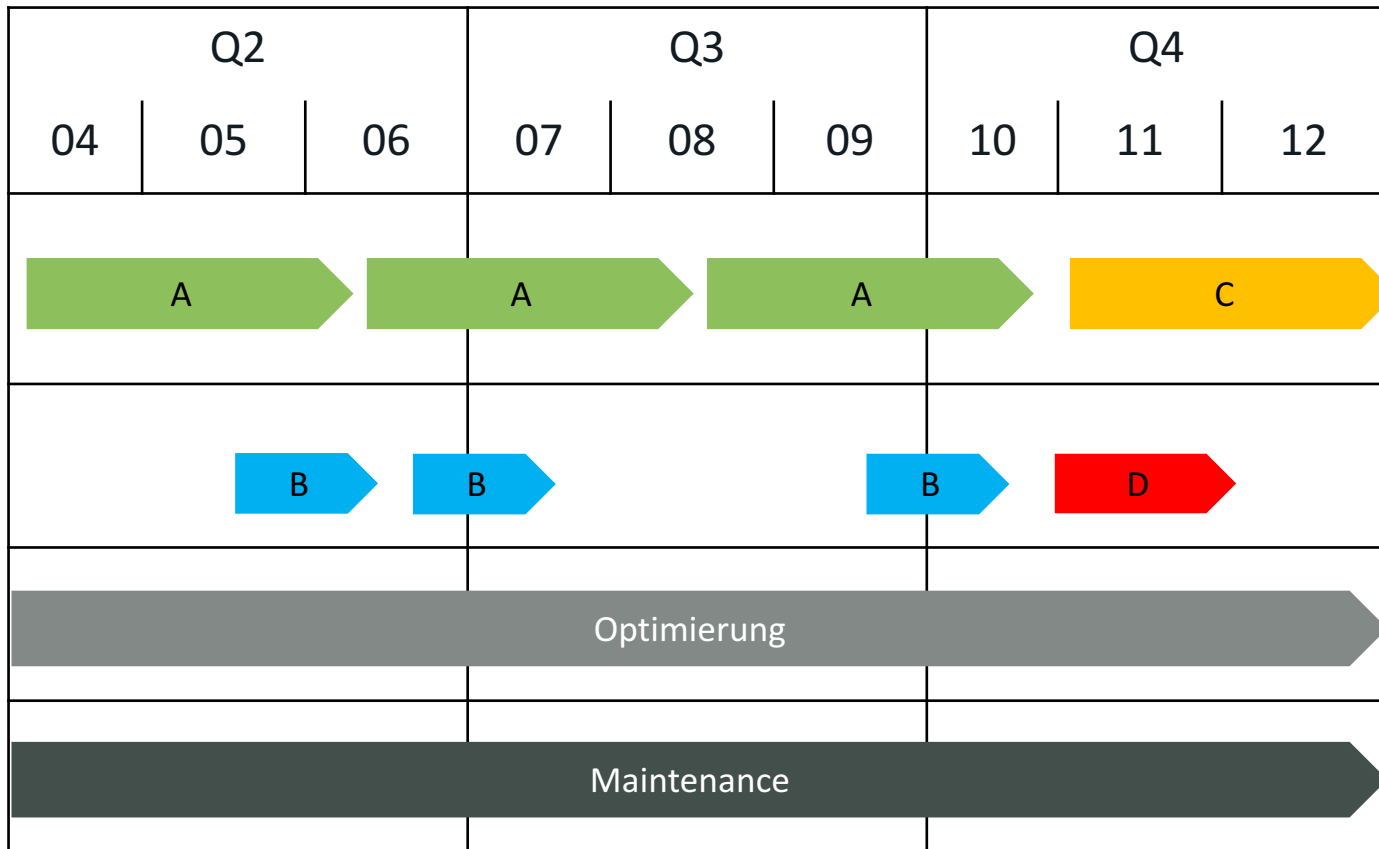 Q2 Q3 Q4
04 05 06 07 08 09 10 11 12
A A A C
B B B D
Optimierung
Maintenance